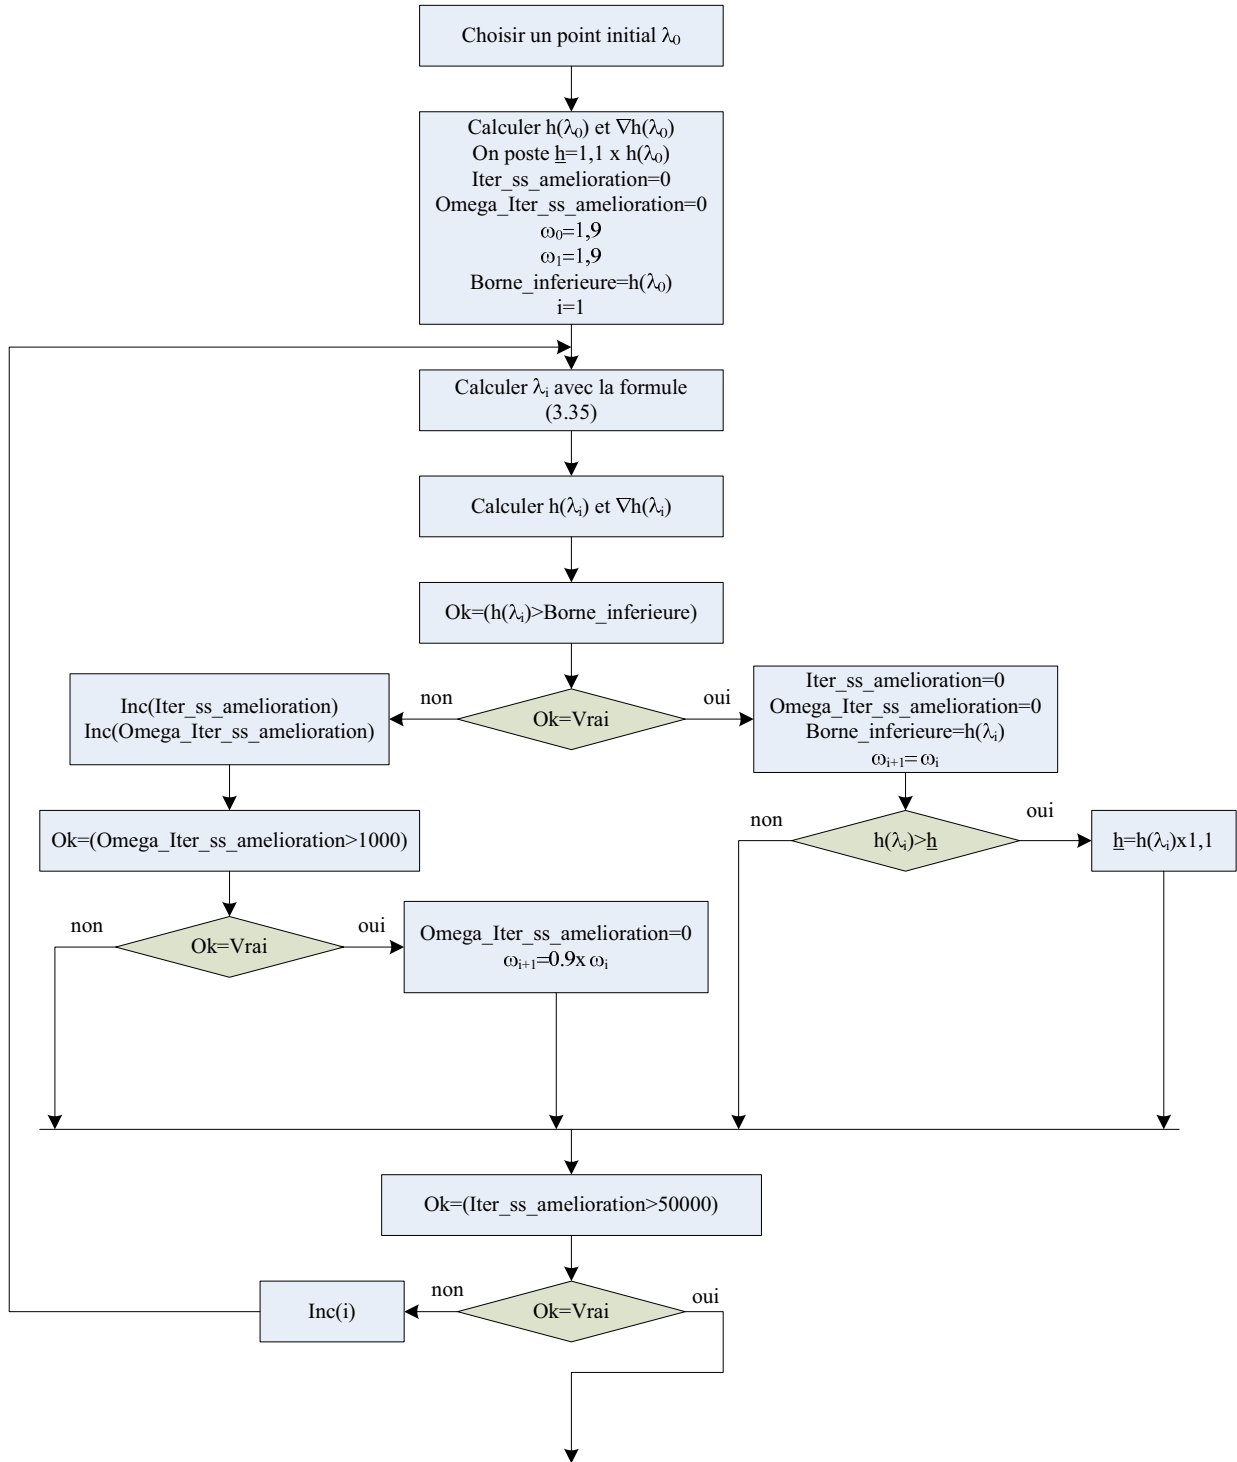 Choisir un point initial λ₀
Calculer h(λ₀) et ∇h(λ₀)
On poste h̲=1,1 x h(λ₀)
Iter_ss_amelioration=0
Omega_Iter_ss_amelioration=0
ω₀=1,9
ω₁=1,9
Borne_inferieure=h(λ₀)
i=1
Calculer λᵢ avec la formule
(3.35)
Calculer h(λᵢ) et ∇h(λᵢ)
Ok=(h(λᵢ)>Borne_inferieure)
Ok=Vrai
non
oui
Inc(Iter_ss_amelioration)
Inc(Omega_Iter_ss_amelioration)
Iter_ss_amelioration=0
Omega_Iter_ss_amelioration=0
Borne_inferieure=h(λᵢ)
ωᵢ₊₁=ωᵢ
Ok=(Omega_Iter_ss_amelioration>1000)
non
h(λᵢ)>h̲
oui
h̲=h(λᵢ)x1,1
non
Ok=Vrai
oui
Omega_Iter_ss_amelioration=0
ωᵢ₊₁=0.9x ωᵢ
Ok=(Iter_ss_amelioration>50000)
Inc(i)
non
Ok=Vrai
oui